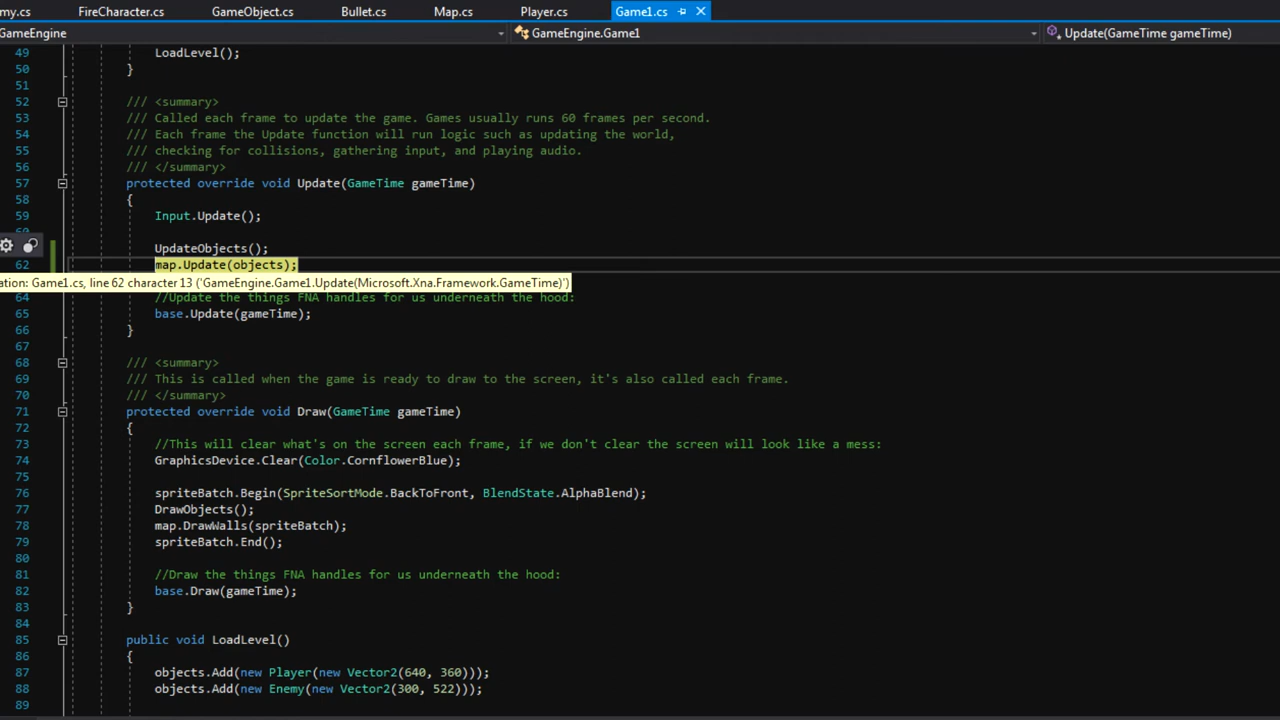 my.cs FireCharacter.cs GameObject.cs Bullet.cs Map.cs Player.cs Game1.cs
GameEngine GameEngine.Game1 Update(GameTime gameTime)
49 LoadLevel();
50 }
51
52 /// <summary>
53 /// Called each frame to update the game. Games usually runs 60 frames per second.
54 /// Each frame the Update function will run logic such as updating the world,
55 /// checking for collisions, gathering input, and playing audio.
56 /// </summary>
57 protected override void Update(GameTime gameTime)
58 {
59 Input.Update();
60
UpdateObjects();
62 map.Update(objects);
ation: Game1.cs, line 62 character 13 ('GameEngine.Game1.Update(Microsoft.Xna.Framework.GameTime)')
64 //Update the things FNA handles for us underneath the hood:
65 base.Update(gameTime);
66 }
67
68 /// <summary>
69 /// This is called when the game is ready to draw to the screen, it's also called each frame.
70 /// </summary>
71 protected override void Draw(GameTime gameTime)
72 {
73 //This will clear what's on the screen each frame, if we don't clear the screen will look like a mess:
74 GraphicsDevice.Clear(Color.CornflowerBlue);
75
76 spriteBatch.Begin(SpriteSortMode.BackToFront, BlendState.AlphaBlend);
77 DrawObjects();
78 map.DrawWalls(spriteBatch);
79 spriteBatch.End();
80
81 //Draw the things FNA handles for us underneath the hood:
82 base.Draw(gameTime);
83 }
84
85 public void LoadLevel()
86 {
87 objects.Add(new Player(new Vector2(640, 360)));
88 objects.Add(new Enemy(new Vector2(300, 522)));
89